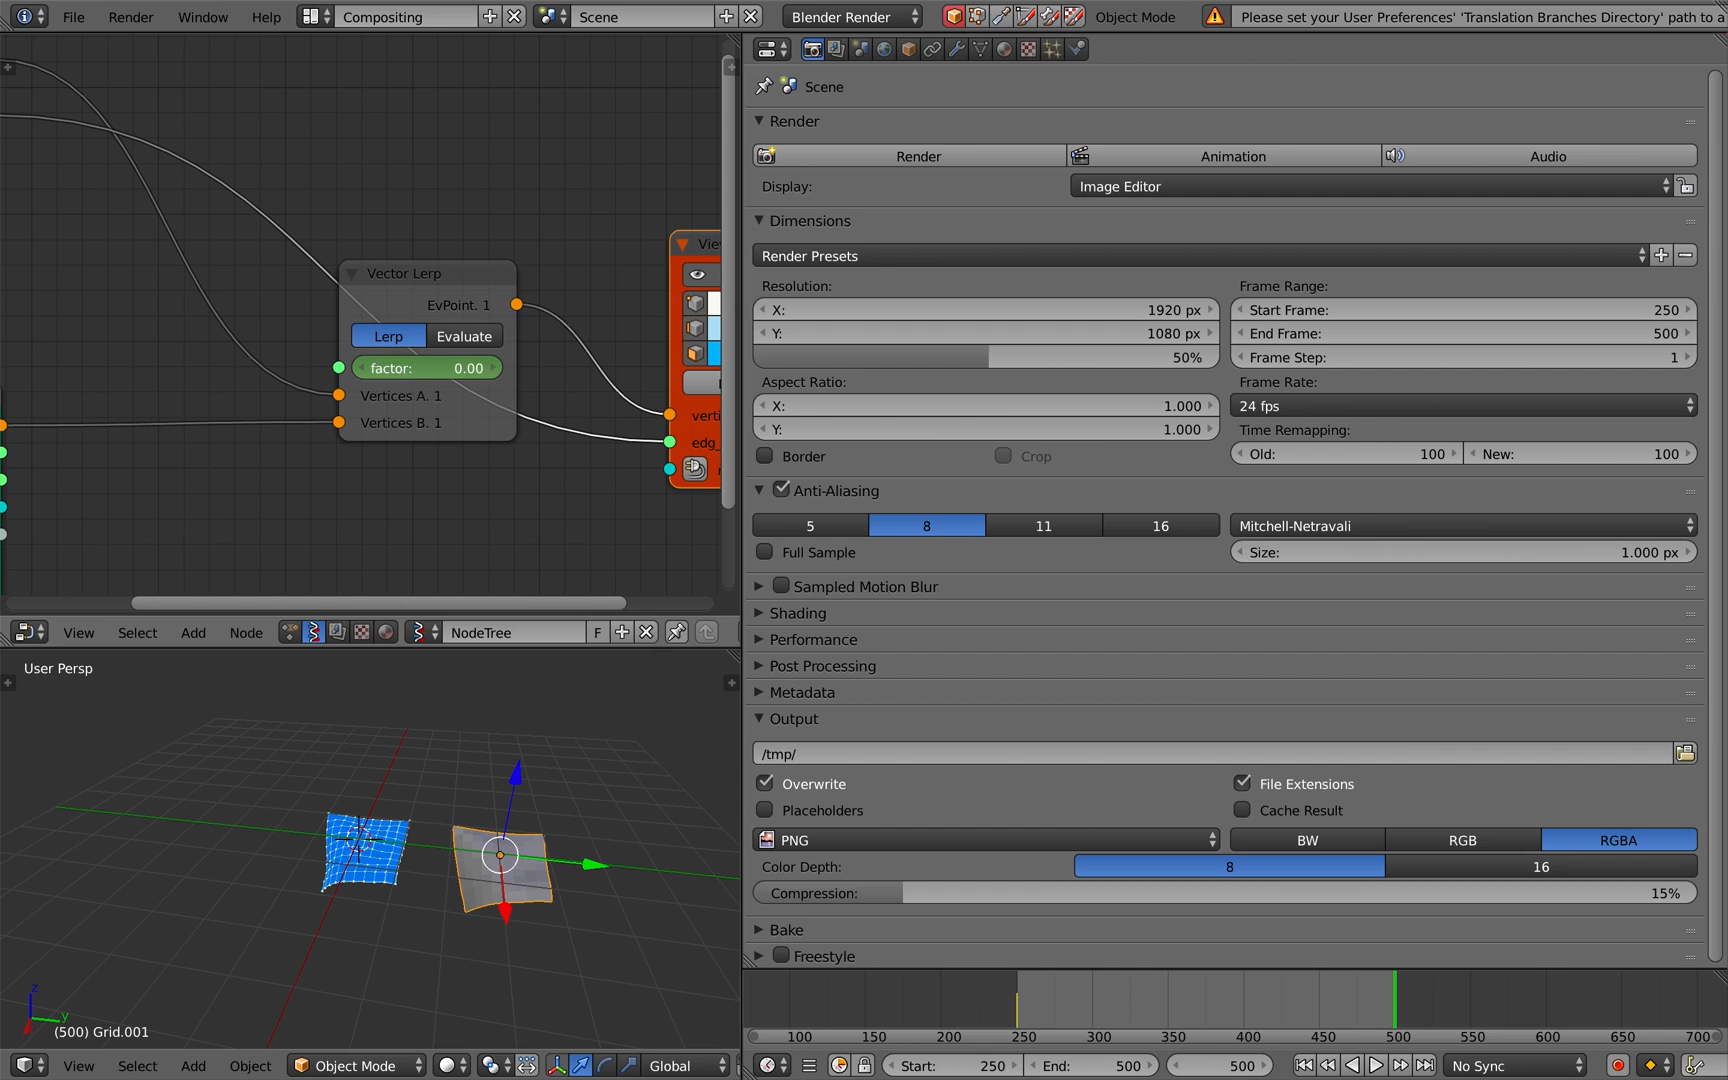 File Render Window Help Compositing Scene Blender Render Object Mode Please set your User Preferences' 'Translation Branches Directory' path to a
Scene
Render
Render Animation Audio
Display: Image Editor
Dimensions
Render Presets
Resolution: Frame Range:
X: 1920 px Start Frame: 250
Y: 1080 px End Frame: 500
50% Frame Step: 1
Aspect Ratio: Frame Rate:
X: 1.000 24 fps
Y: 1.000 Time Remapping:
Border Crop Old: 100 New: 100
Anti-Aliasing
5 8 11 16 Mitchell-Netravali
Full Sample Size: 1.000 px
Sampled Motion Blur
Shading
Performance
Post Processing
Metadata
Output
/tmp/
Overwrite File Extensions
Placeholders Cache Result
PNG BW RGB RGBA
Color Depth: 8 16
Compression: 15%
Bake
Freestyle
Vector Lerp
EvPoint. 1
Lerp Evaluate
factor: 0.00
Vertices A. 1
Vertices B. 1
Vie
verti
edg_
View Select Add Node NodeTree F
User Persp
z
y
(500) Grid.001
View Select Add Object Object Mode Global
100 150 200 250 300 350 400 450 500 550 600 650 700
Start: 250 End: 500 500 No Sync